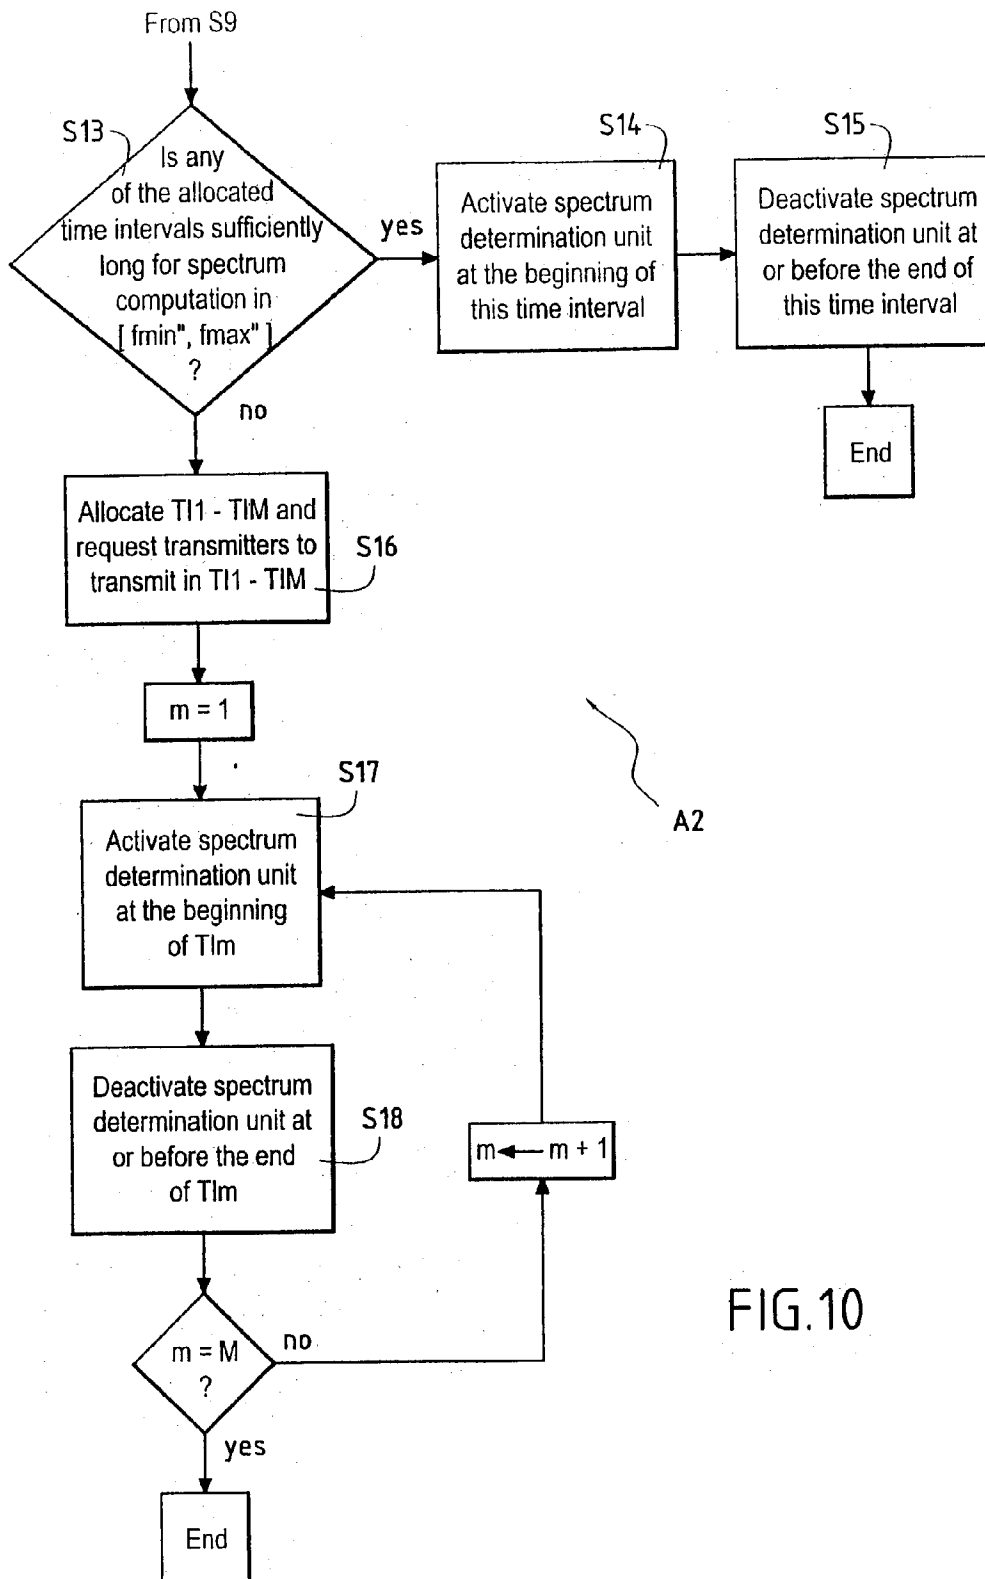 From S9
S13
Is any
of the allocated
time intervals sufficiently
long for spectrum
computation in
[ fmin", fmax" ]
?
yes
no
S14
Activate spectrum
determination unit
at the beginning of
this time interval
S15
Deactivate spectrum
determination unit at
or before the end of
this time interval
End
Allocate TI1 - TIM and
request transmitters to
transmit in TI1 - TIM
S16
m = 1
S17
Activate spectrum
determination unit
at the beginning
of TIm
A2
Deactivate spectrum
determination unit at
or before the end
of TIm
S18
m ← m + 1
m = M
?
no
yes
End
FIG.10